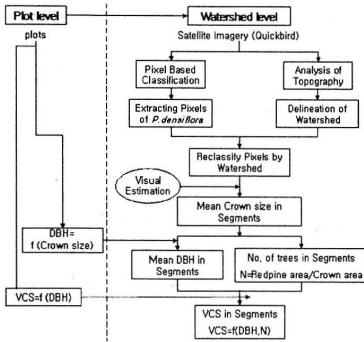 Plot level
Watershed level
plots
Satellite Imagery (Quickbird)
Pixel Based
Classification
Analysis of
Topography
Extracting Pixels
of P.densiflora
Delineation of
Watershed
Reclassify Pixels by
Watershed
Visual
Estimation
Mean Crown size in
Segments
DBH=
f(Crown size)
Mean DBH in
Segments
No, of trees in Segments
N=Redpine area/Crown area
VCS=f(DBH)
VCS in Segments
VCS=f(DBH,N)